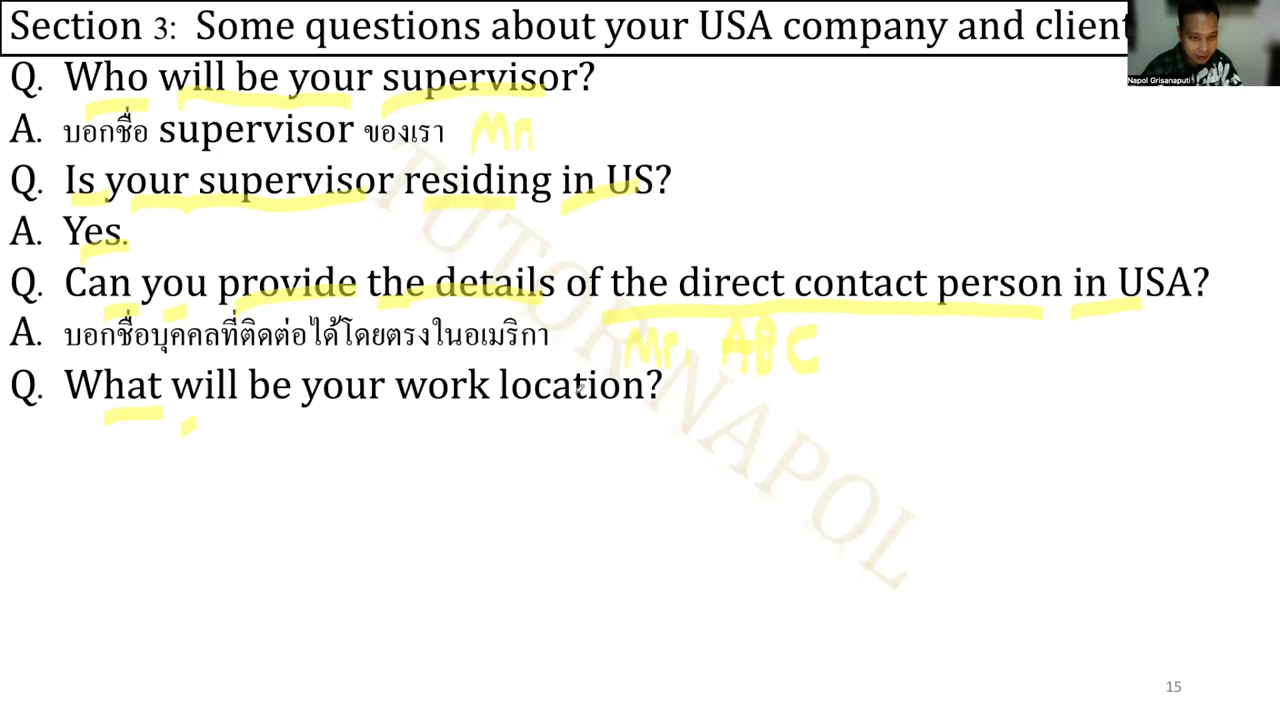 Section 3: Some questions about your USA company and client
Napol Grisanaputi
Q. Who will be your supervisor?
A. บอกชื่อ supervisor ของเรา
Q. Is your supervisor residing in US?
A. Yes.
Q. Can you provide the details of the direct contact person in USA?
A. บอกชื่อบุคคลที่ติดต่อได้โดยตรงในอเมริกา Mr. ABC
Q. What will be your work location?
TUTOR NAPOL
15